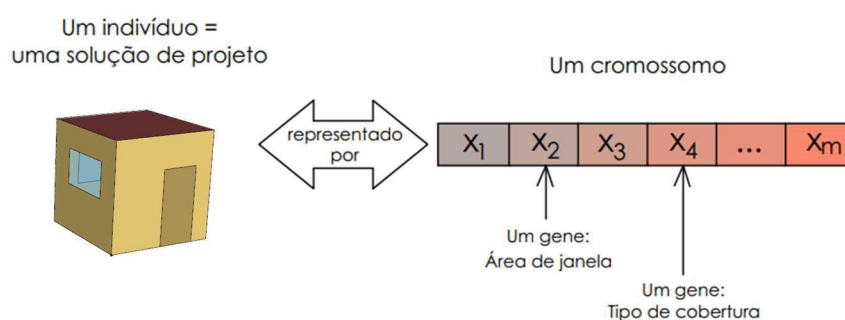 Um indivíduo =
uma solução de projeto
representado
por
Um cromossomo
X1 X2 X3 X4 ... Xm
Um gene:
Área de janela
Um gene:
Tipo de cobertura